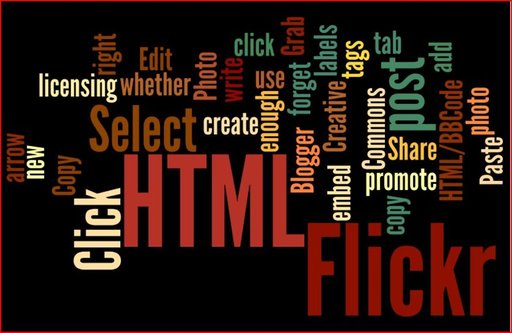 Grab
right
Edit
click
labels
tab
tags
add
licensing
whether
Photo
write
use
forget
post
enough
Creative
Commons
HTML/BBCode
photo
Select
create
arrow
new
Copy
Blogger
Share
Paste
embed
promote
Click
HTML
copy
Flickr